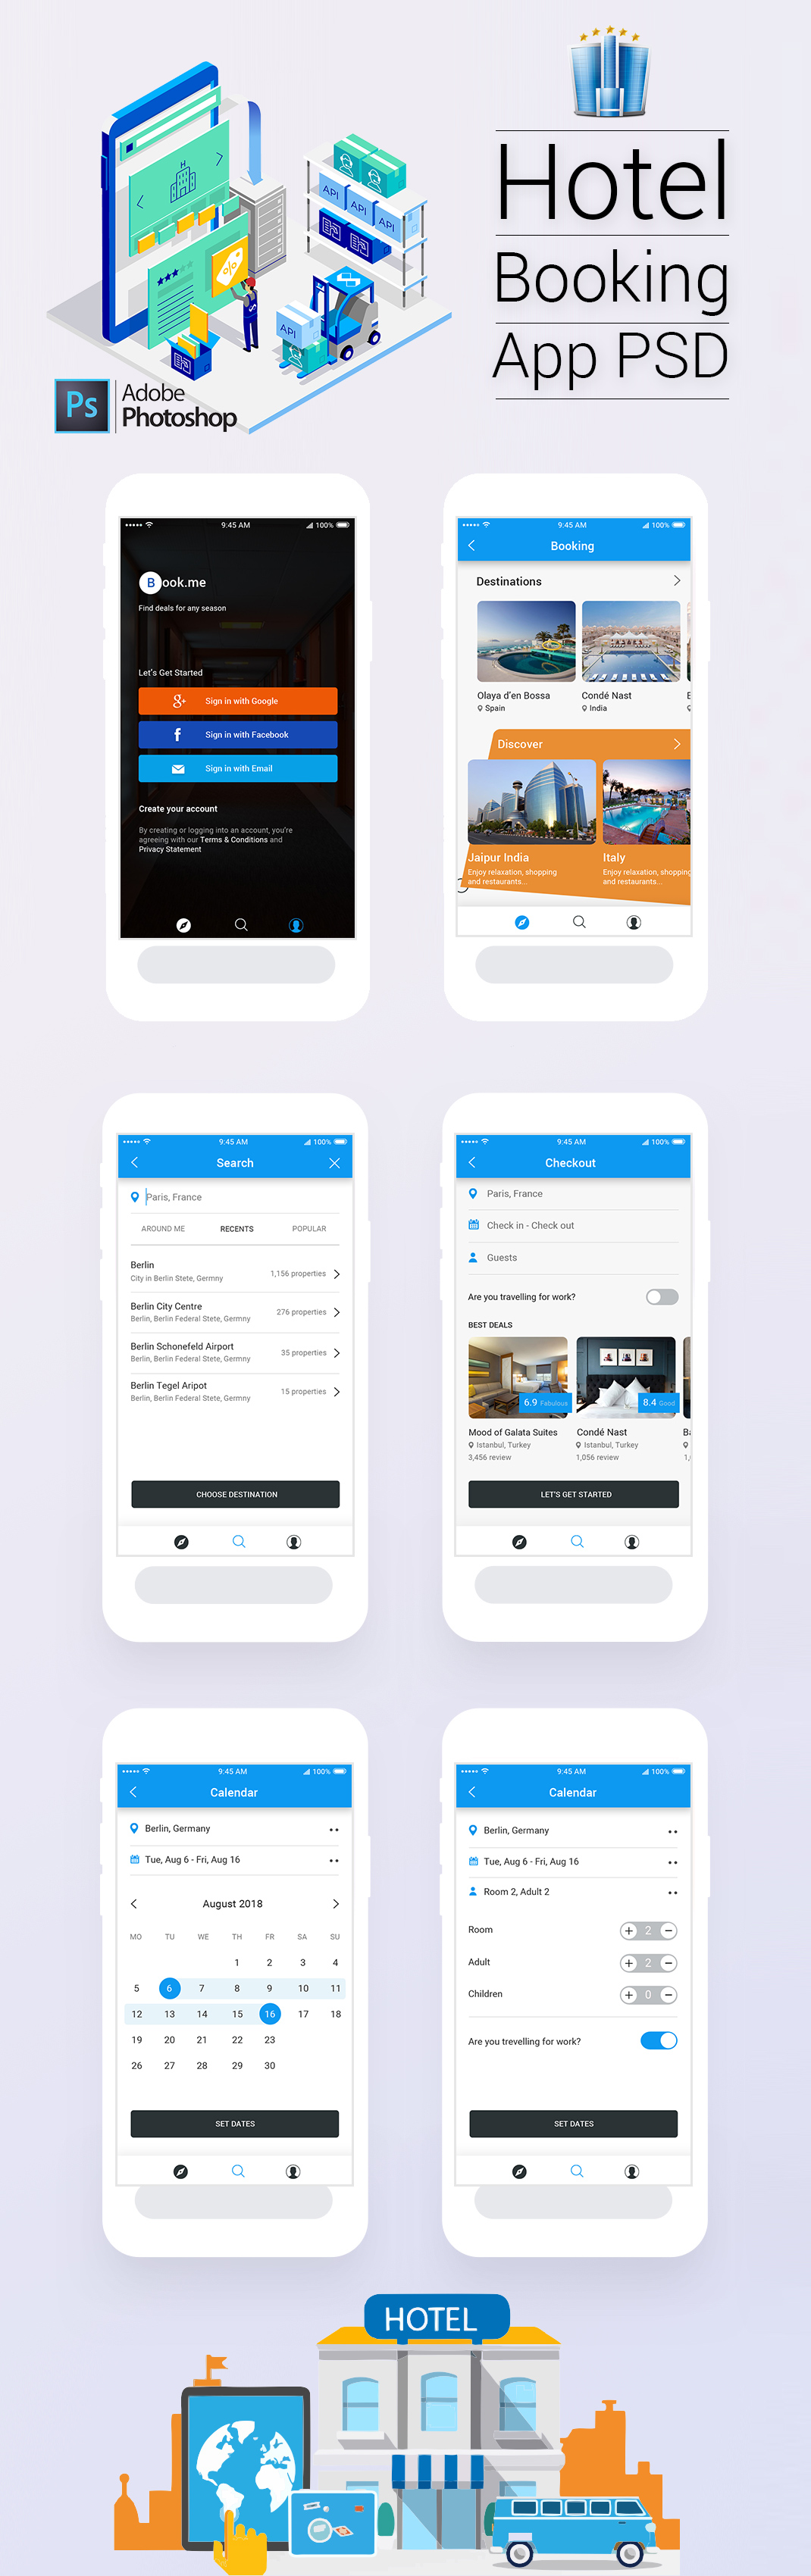 Hotel
Booking
App PSD
API
API
API
API
%
API
Ps
Adobe
Photoshop
9:45 AM
100%
Book.me
Find deals for any season
Let's Get Started
g+ Sign in with Google
f Sign in with Facebook
Sign in with Email
Create your account
By creating or logging into an account, you're
agreeing with our Terms & Conditions and
Privacy Statement
9:45 AM
100%
Booking
Destinations
Olaya d'en Bossa
Spain
Condé Nast
India
E
Discover
Jaipur India
Enjoy relaxation, shopping
and restaurants...
Italy
Enjoy relaxation, shopping
and restaurants...
9:45 AM
100%
Search
Paris, France
AROUND ME RECENTS POPULAR
Berlin
City in Berlin Stete, Germny
1,156 properties
Berlin City Centre
Berlin, Berlin Federal Stete, Germny
276 properties
Berlin Schonefeld Airport
Berlin, Berlin Federal Stete, Germny
35 properties
Berlin Tegel Aripot
Berlin, Berlin Federal Stete, Germny
15 properties
CHOOSE DESTINATION
9:45 AM
100%
Checkout
Paris, France
Check in - Check out
Guests
Are you travelling for work?
BEST DEALS
6.9 Fabulous
8.4 Good
Mood of Galata Suites
Istanbul, Turkey
3,456 review
Condé Nast
Istanbul, Turkey
1,056 review
Ba
1,
LET'S GET STARTED
9:45 AM
100%
Calendar
Berlin, Germany
Tue, Aug 6 - Fri, Aug 16
August 2018
MO TU WE TH FR SA SU
1 2 3 4
5 6 7 8 9 10 11
12 13 14 15 16 17 18
19 20 21 22 23
26 27 28 29 30
SET DATES
9:45 AM
100%
Calendar
Berlin, Germany
Tue, Aug 6 - Fri, Aug 16
Room 2, Adult 2
Room + 2 −
Adult + 2 −
Children + 0 −
Are you trevelling for work?
SET DATES
HOTEL